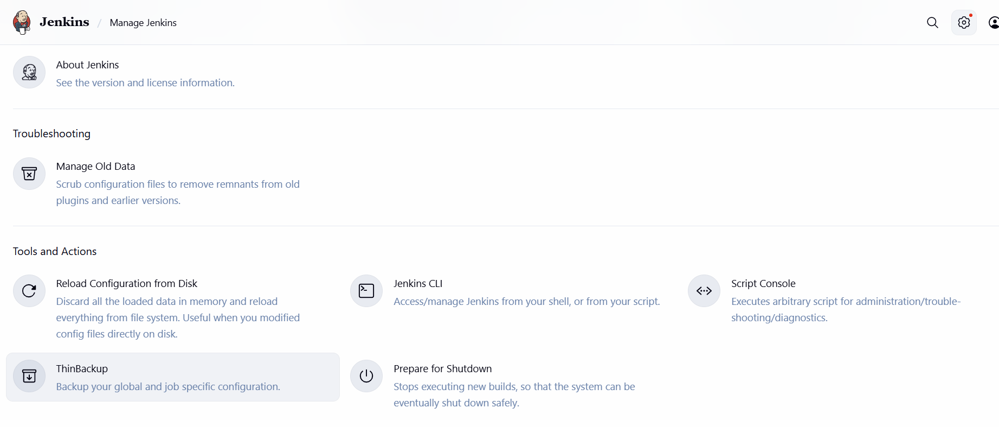 Jenkins / Manage Jenkins
About Jenkins
See the version and license information.
Troubleshooting
Manage Old Data
Scrub configuration files to remove remnants from old
plugins and earlier versions.
Tools and Actions
Reload Configuration from Disk
Discard all the loaded data in memory and reload
everything from file system. Useful when you modified
config files directly on disk.
Jenkins CLI
Access/manage Jenkins from your shell, or from your script.
Script Console
Executes arbitrary script for administration/trouble-
shooting/diagnostics.
ThinBackup
Backup your global and job specific configuration.
Prepare for Shutdown
Stops executing new builds, so that the system can be
eventually shut down safely.